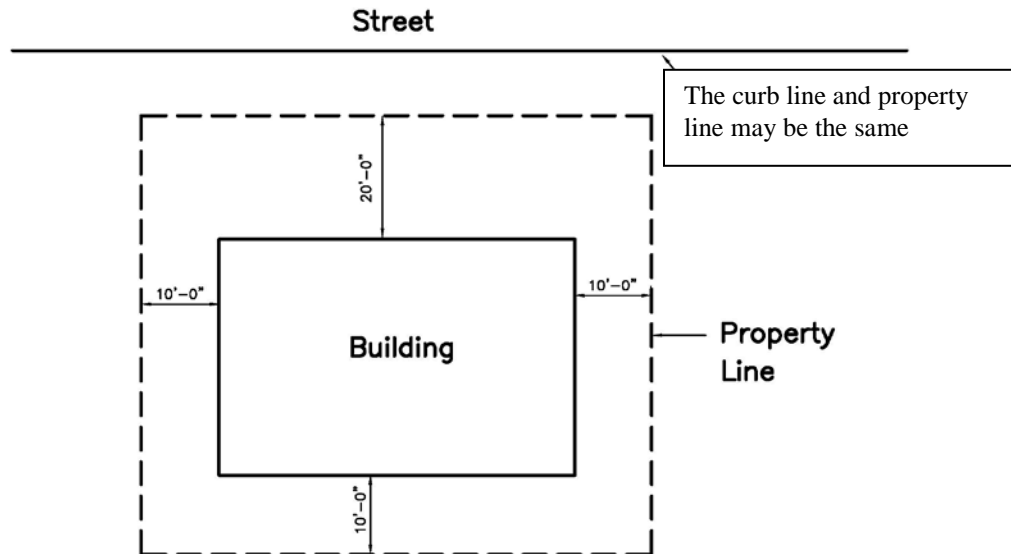 Street
The curb line and property
line may be the same
20'-0"
10'-0"
10'-0"
Building
Property
Line
10'-0"